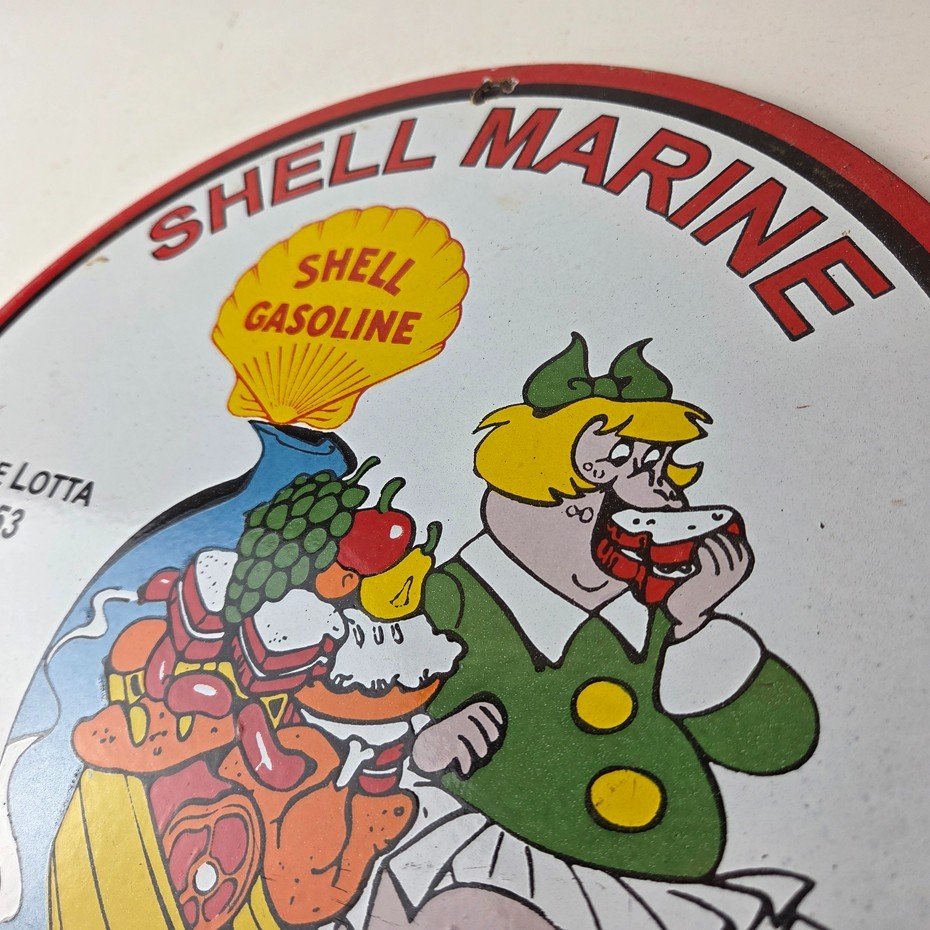 SHELL MARINE
SHELL
GASOLINE
E LOTTA
53